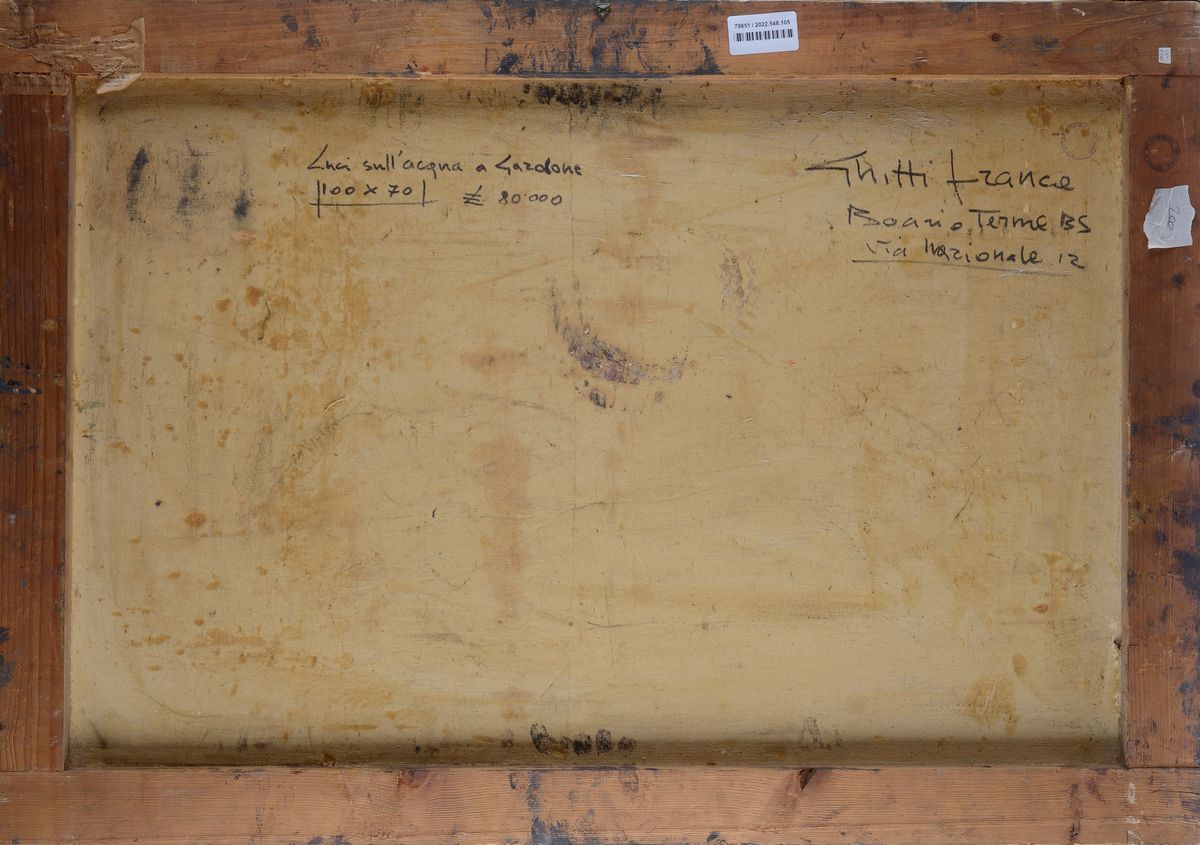 79851 / 2022.548.105
Luci sull'acqua a Gardone
100 x 70 £ 80.000
Ghitti Franco
Boario Terme BS
Via Nazionale 12